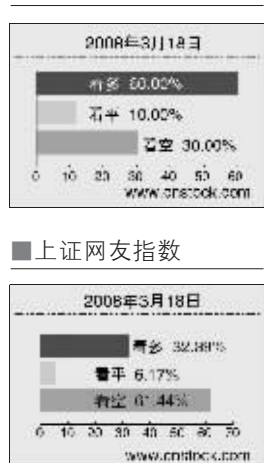 2008年3月18日
看多 60.00%
看平 10.00%
看空 30.00%
0 10 20 30 40 50 60
www.cnstock.com
■上证网友指数
2008年3月18日
看多
看平 6.17%
看空 61.44%
0 10 20 30 40 50 60 70
www.cnstock.com